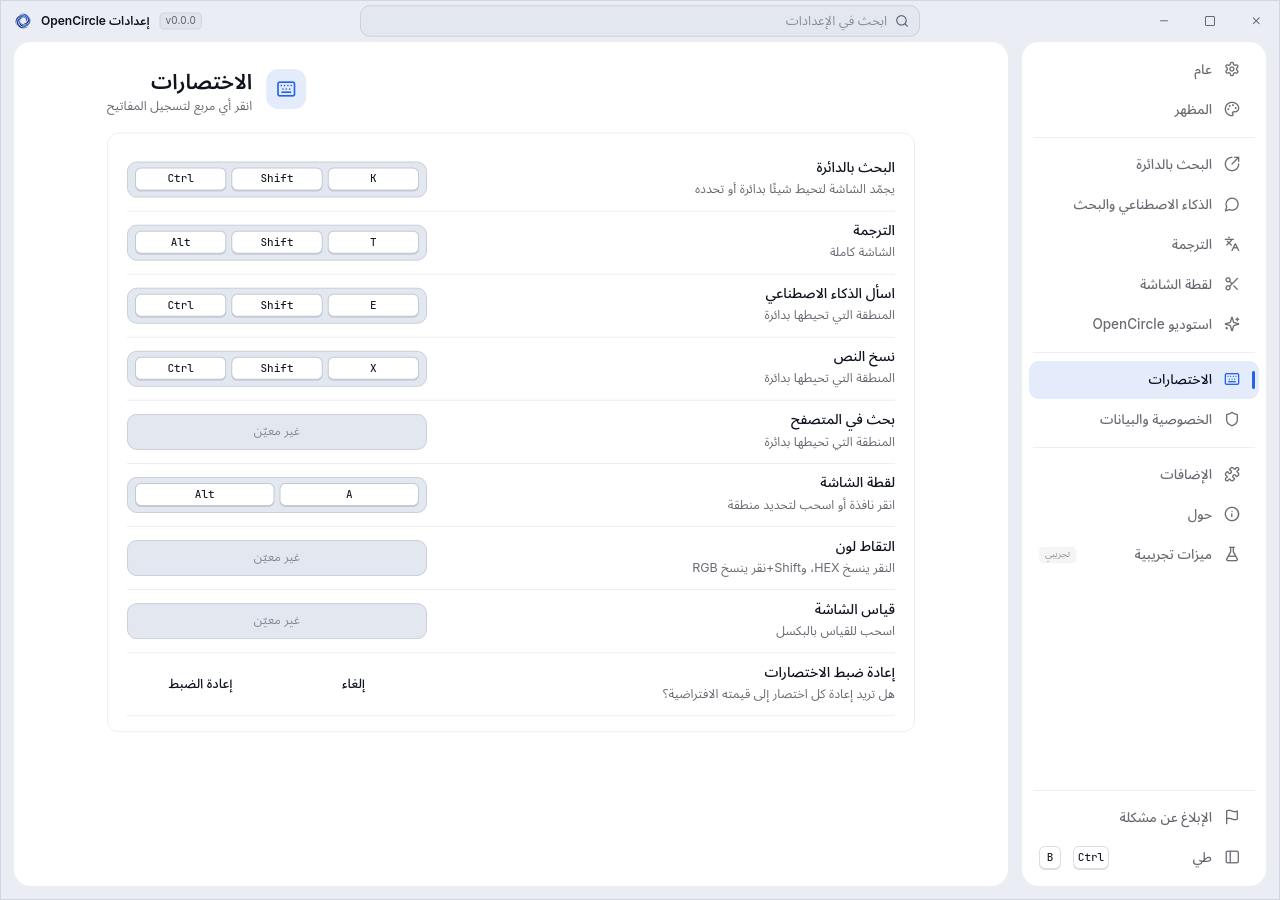 إعدادات OpenCircle
v0.0.0
ابحث في الإعدادات
عام
المظهر
البحث بالدائرة
الذكاء الاصطناعي والبحث
الترجمة
لقطة الشاشة
استوديو OpenCircle
الاختصارات
الخصوصية والبيانات
الإضافات
حول
ميزات تجريبية
تجريبي
الإبلاغ عن مشكلة
طي
Ctrl B
الاختصارات
انقر أي مربع لتسجيل المفاتيح
البحث بالدائرة
يجمّد الشاشة لتحيط شيئًا بدائرة أو تحدده
Ctrl Shift K
الترجمة
الشاشة كاملة
Alt Shift T
اسأل الذكاء الاصطناعي
المنطقة التي تحيطها بدائرة
Ctrl Shift E
نسخ النص
المنطقة التي تحيطها بدائرة
Ctrl Shift X
بحث في المتصفح
المنطقة التي تحيطها بدائرة
غير معيّن
لقطة الشاشة
انقر نافذة أو اسحب لتحديد منطقة
Alt A
التقاط لون
النقر ينسخ HEX، وShift+نقر ينسخ RGB
غير معيّن
قياس الشاشة
اسحب للقياس بالبكسل
غير معيّن
إعادة ضبط الاختصارات
هل تريد إعادة كل اختصار إلى قيمته الافتراضية؟
إلغاء
إعادة الضبط